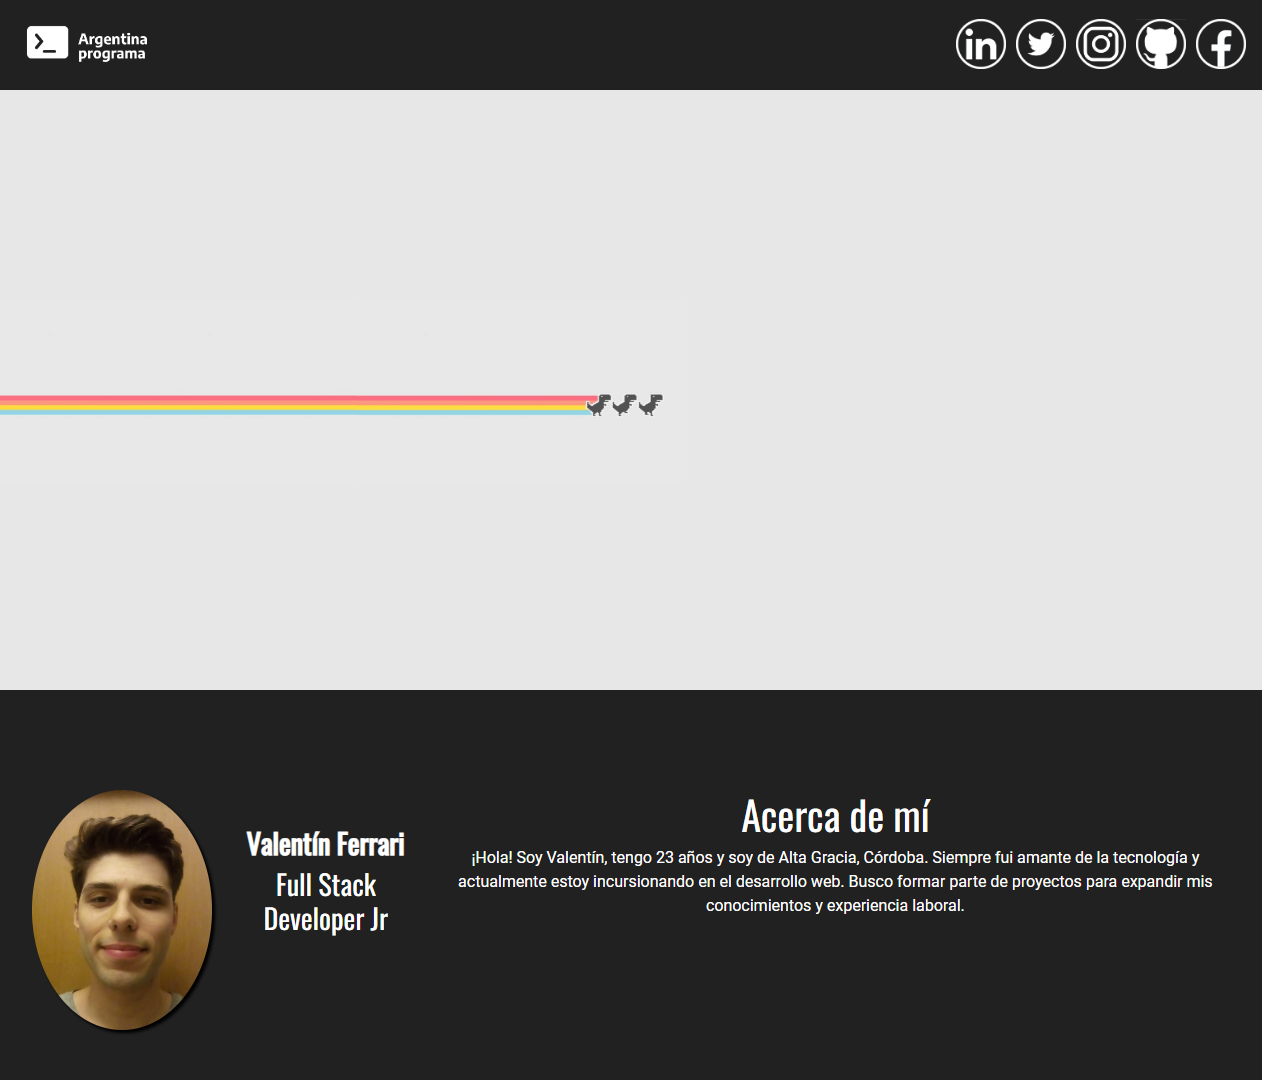 Argentina
programa
Valentín Ferrari
Full Stack
Developer Jr
Acerca de mí
¡Hola! Soy Valentín, tengo 23 años y soy de Alta Gracia, Córdoba. Siempre fui amante de la tecnología y
actualmente estoy incursionando en el desarrollo web. Busco formar parte de proyectos para expandir mis
conocimientos y experiencia laboral.